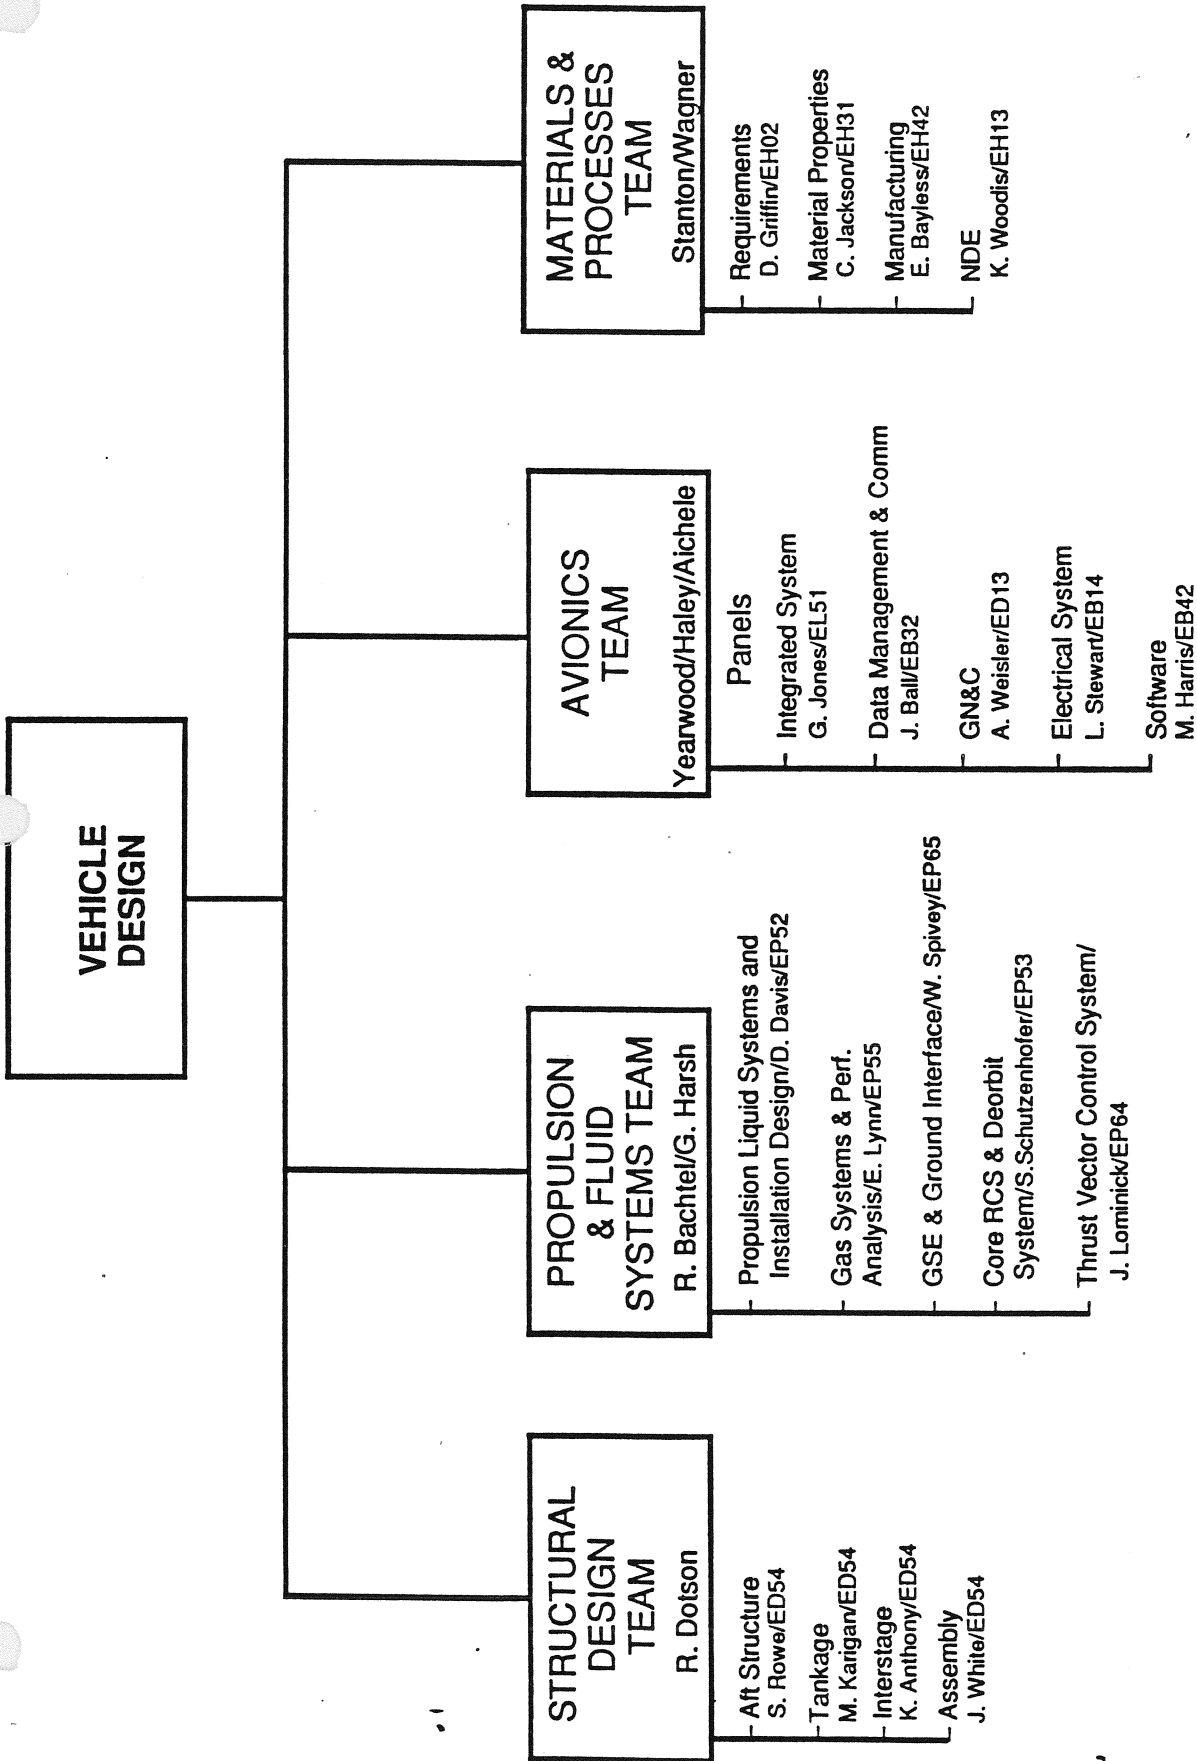 VEHICLE
DESIGN
STRUCTURAL
DESIGN
TEAM
R. Dotson
Aft Structure
S. Rowe/ED54
Tankage
M. Karigan/ED54
Interstage
K. Anthony/ED54
Assembly
J. White/ED54
PROPULSION
& FLUID
SYSTEMS TEAM
R. Bachtel/G. Harsh
Propulsion Liquid Systems and
Installation Design/D. Davis/EP52
Gas Systems & Perf.
Analysis/E. Lynn/EP55
GSE & Ground Interface/W. Spivey/EP65
Core RCS & Deorbit
System/S.Schutzenhofer/EP53
Thrust Vector Control System/
J. Lominick/EP64
AVIONICS
TEAM
Yearwood/Haley/Aichele
Panels
Integrated System
G. Jones/EL51
Data Management & Comm
J. Ball/EB32
GN&C
A. Weisler/ED13
Electrical System
L. Stewart/EB14
Software
M. Harris/EB42
MATERIALS &
PROCESSES
TEAM
Stanton/Wagner
Requirements
D. Griffin/EH02
Material Properties
C. Jackson/EH31
Manufacturing
E. Bayless/EH42
NDE
K. Woodis/EH13